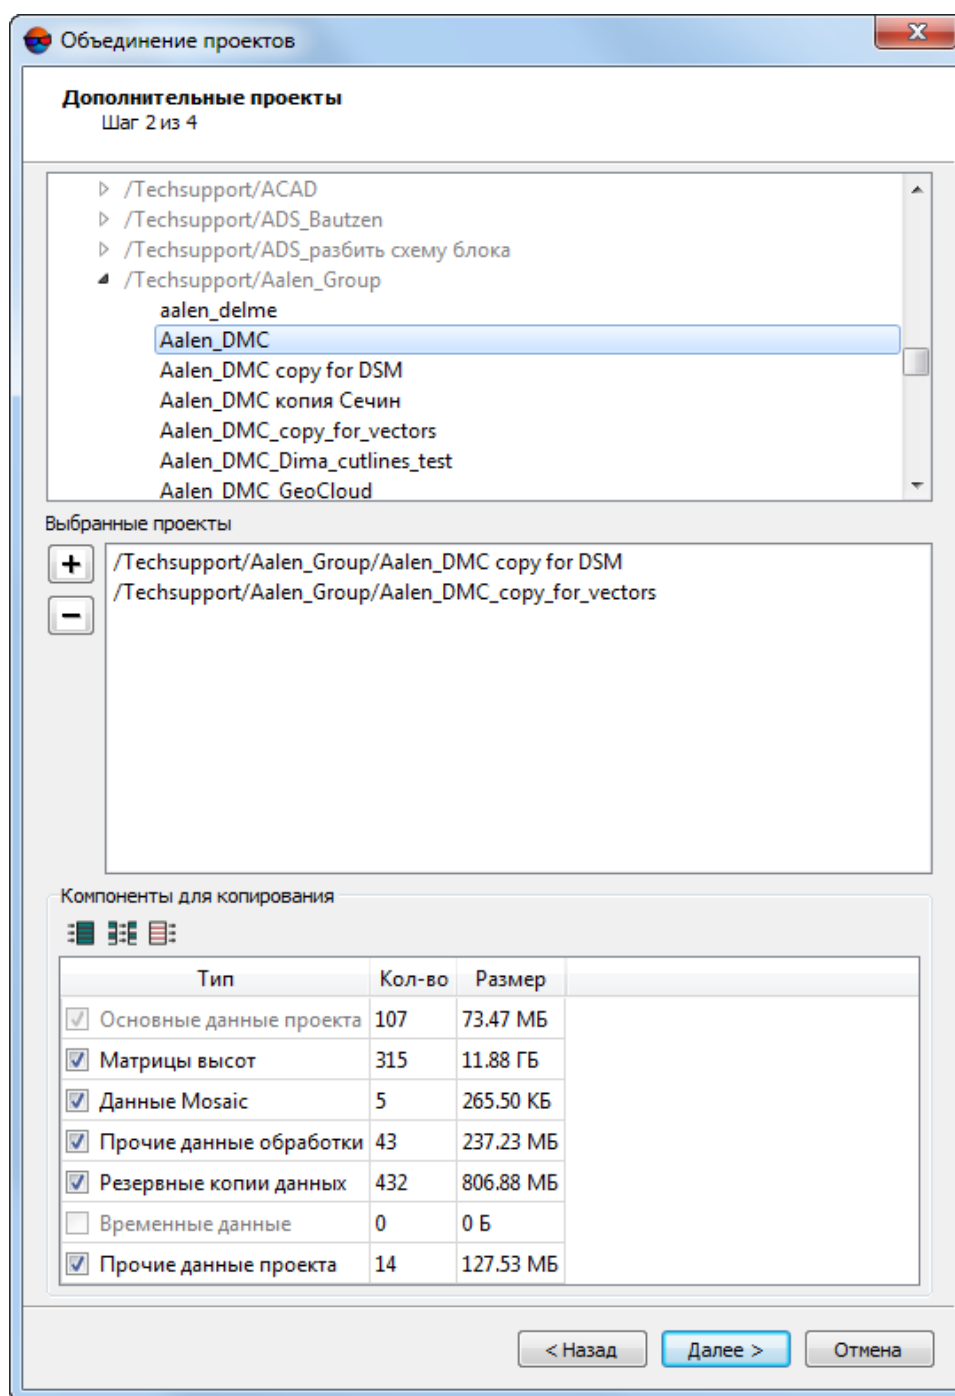 Объединение проектов
Дополнительные проекты
Шаг 2 из 4
/Techsupport/ACAD
/Techsupport/ADS_Bautzen
/Techsupport/ADS_разбить схему блока
/Techsupport/Aalen_Group
aalen_delme
Aalen_DMC
Aalen_DMC copy for DSM
Aalen_DMC копия Сечин
Aalen_DMC_copy_for_vectors
Aalen_DMC_Dima_cutlines_test
Aalen_DMC_GeoCloud
Выбранные проекты
/Techsupport/Aalen_Group/Aalen_DMC copy for DSM
/Techsupport/Aalen_Group/Aalen_DMC_copy_for_vectors
Компоненты для копирования
Тип Кол-во Размер
Основные данные проекта 107 73.47 МБ
Матрицы высот 315 11.88 ГБ
Данные Mosaic 5 265.50 КБ
Прочие данные обработки 43 237.23 МБ
Резервные копии данных 432 806.88 МБ
Временные данные 0 0 Б
Прочие данные проекта 14 127.53 МБ
< Назад Далее > Отмена